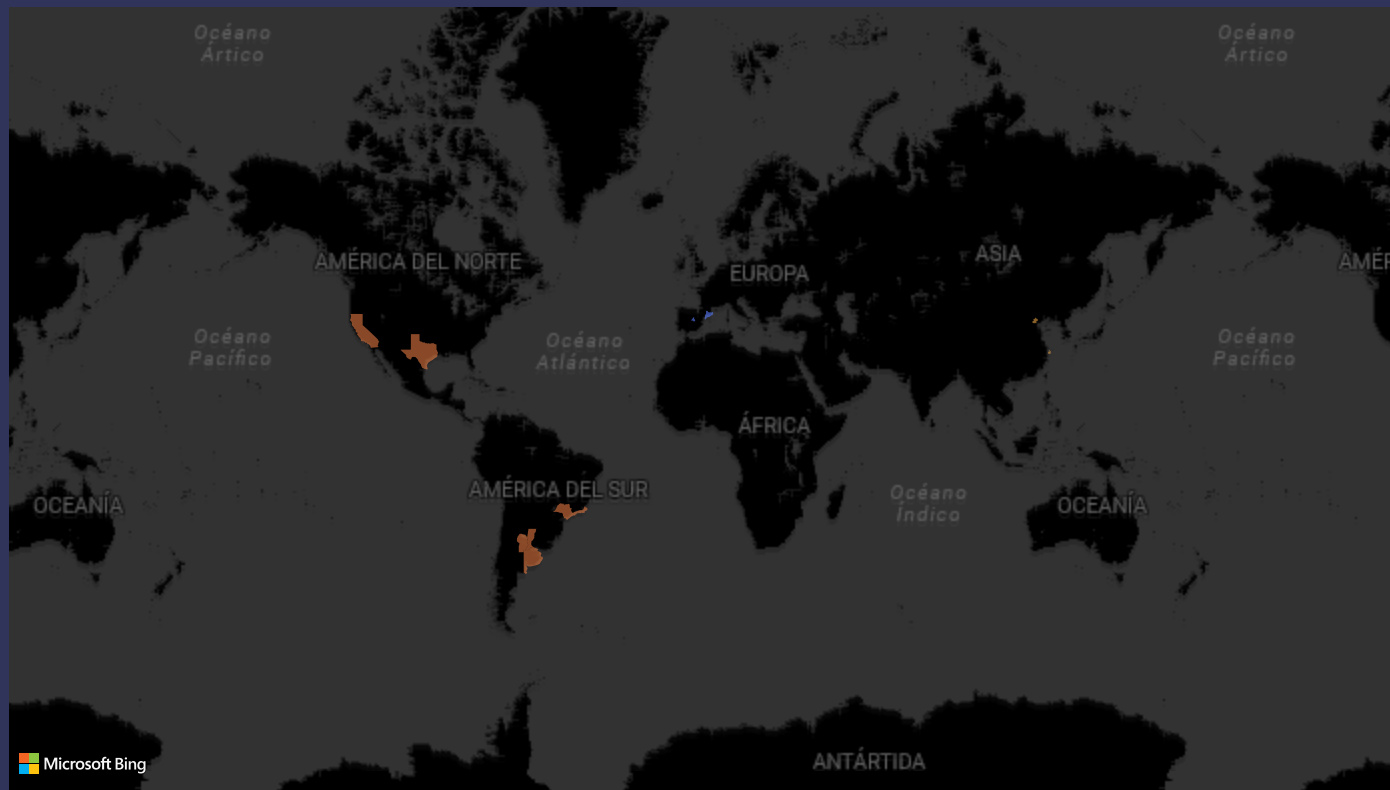 Océano
Ártico
Océano
Ártico
AMÉRICA DEL NORTE
EUROPA
ASIA
AMÉR
Océano
Pacífico
Océano
Atlántico
Océano
Pacífico
ÁFRICA
AMÉRICA DEL SUR
OCEANÍA
Océano
Índico
OCEANÍA
ANTÁRTIDA
Microsoft Bing